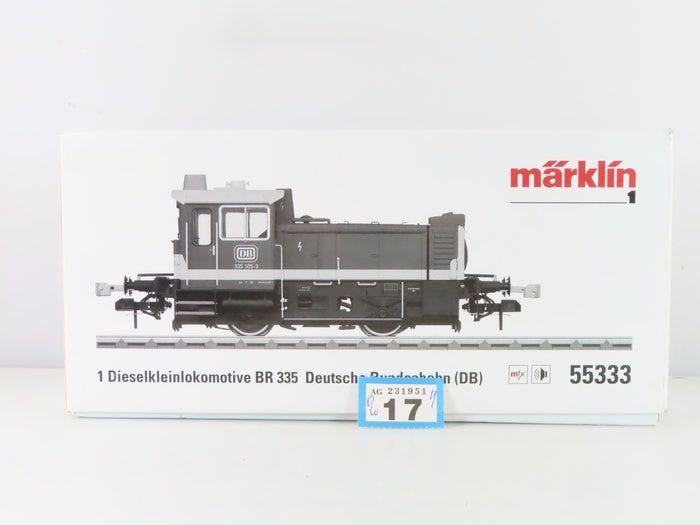 märklin
1
DB
335 105-3
1 Dieselkleinlokomotive BR 335 Deutsche Bundesbahn (DB)
mfx
55333
AG 231951
17